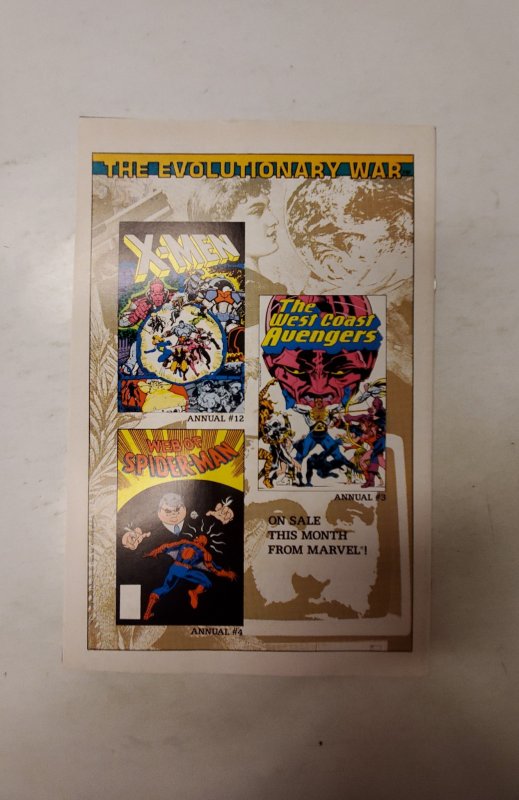 THE EVOLUTIONARY WAR
X-MEN
ANNUAL #12
The
West Coast
Avengers
ANNUAL #3
WEB OF
SPIDER-MAN
ANNUAL #4
ON SALE
THIS MONTH
FROM MARVEL®!